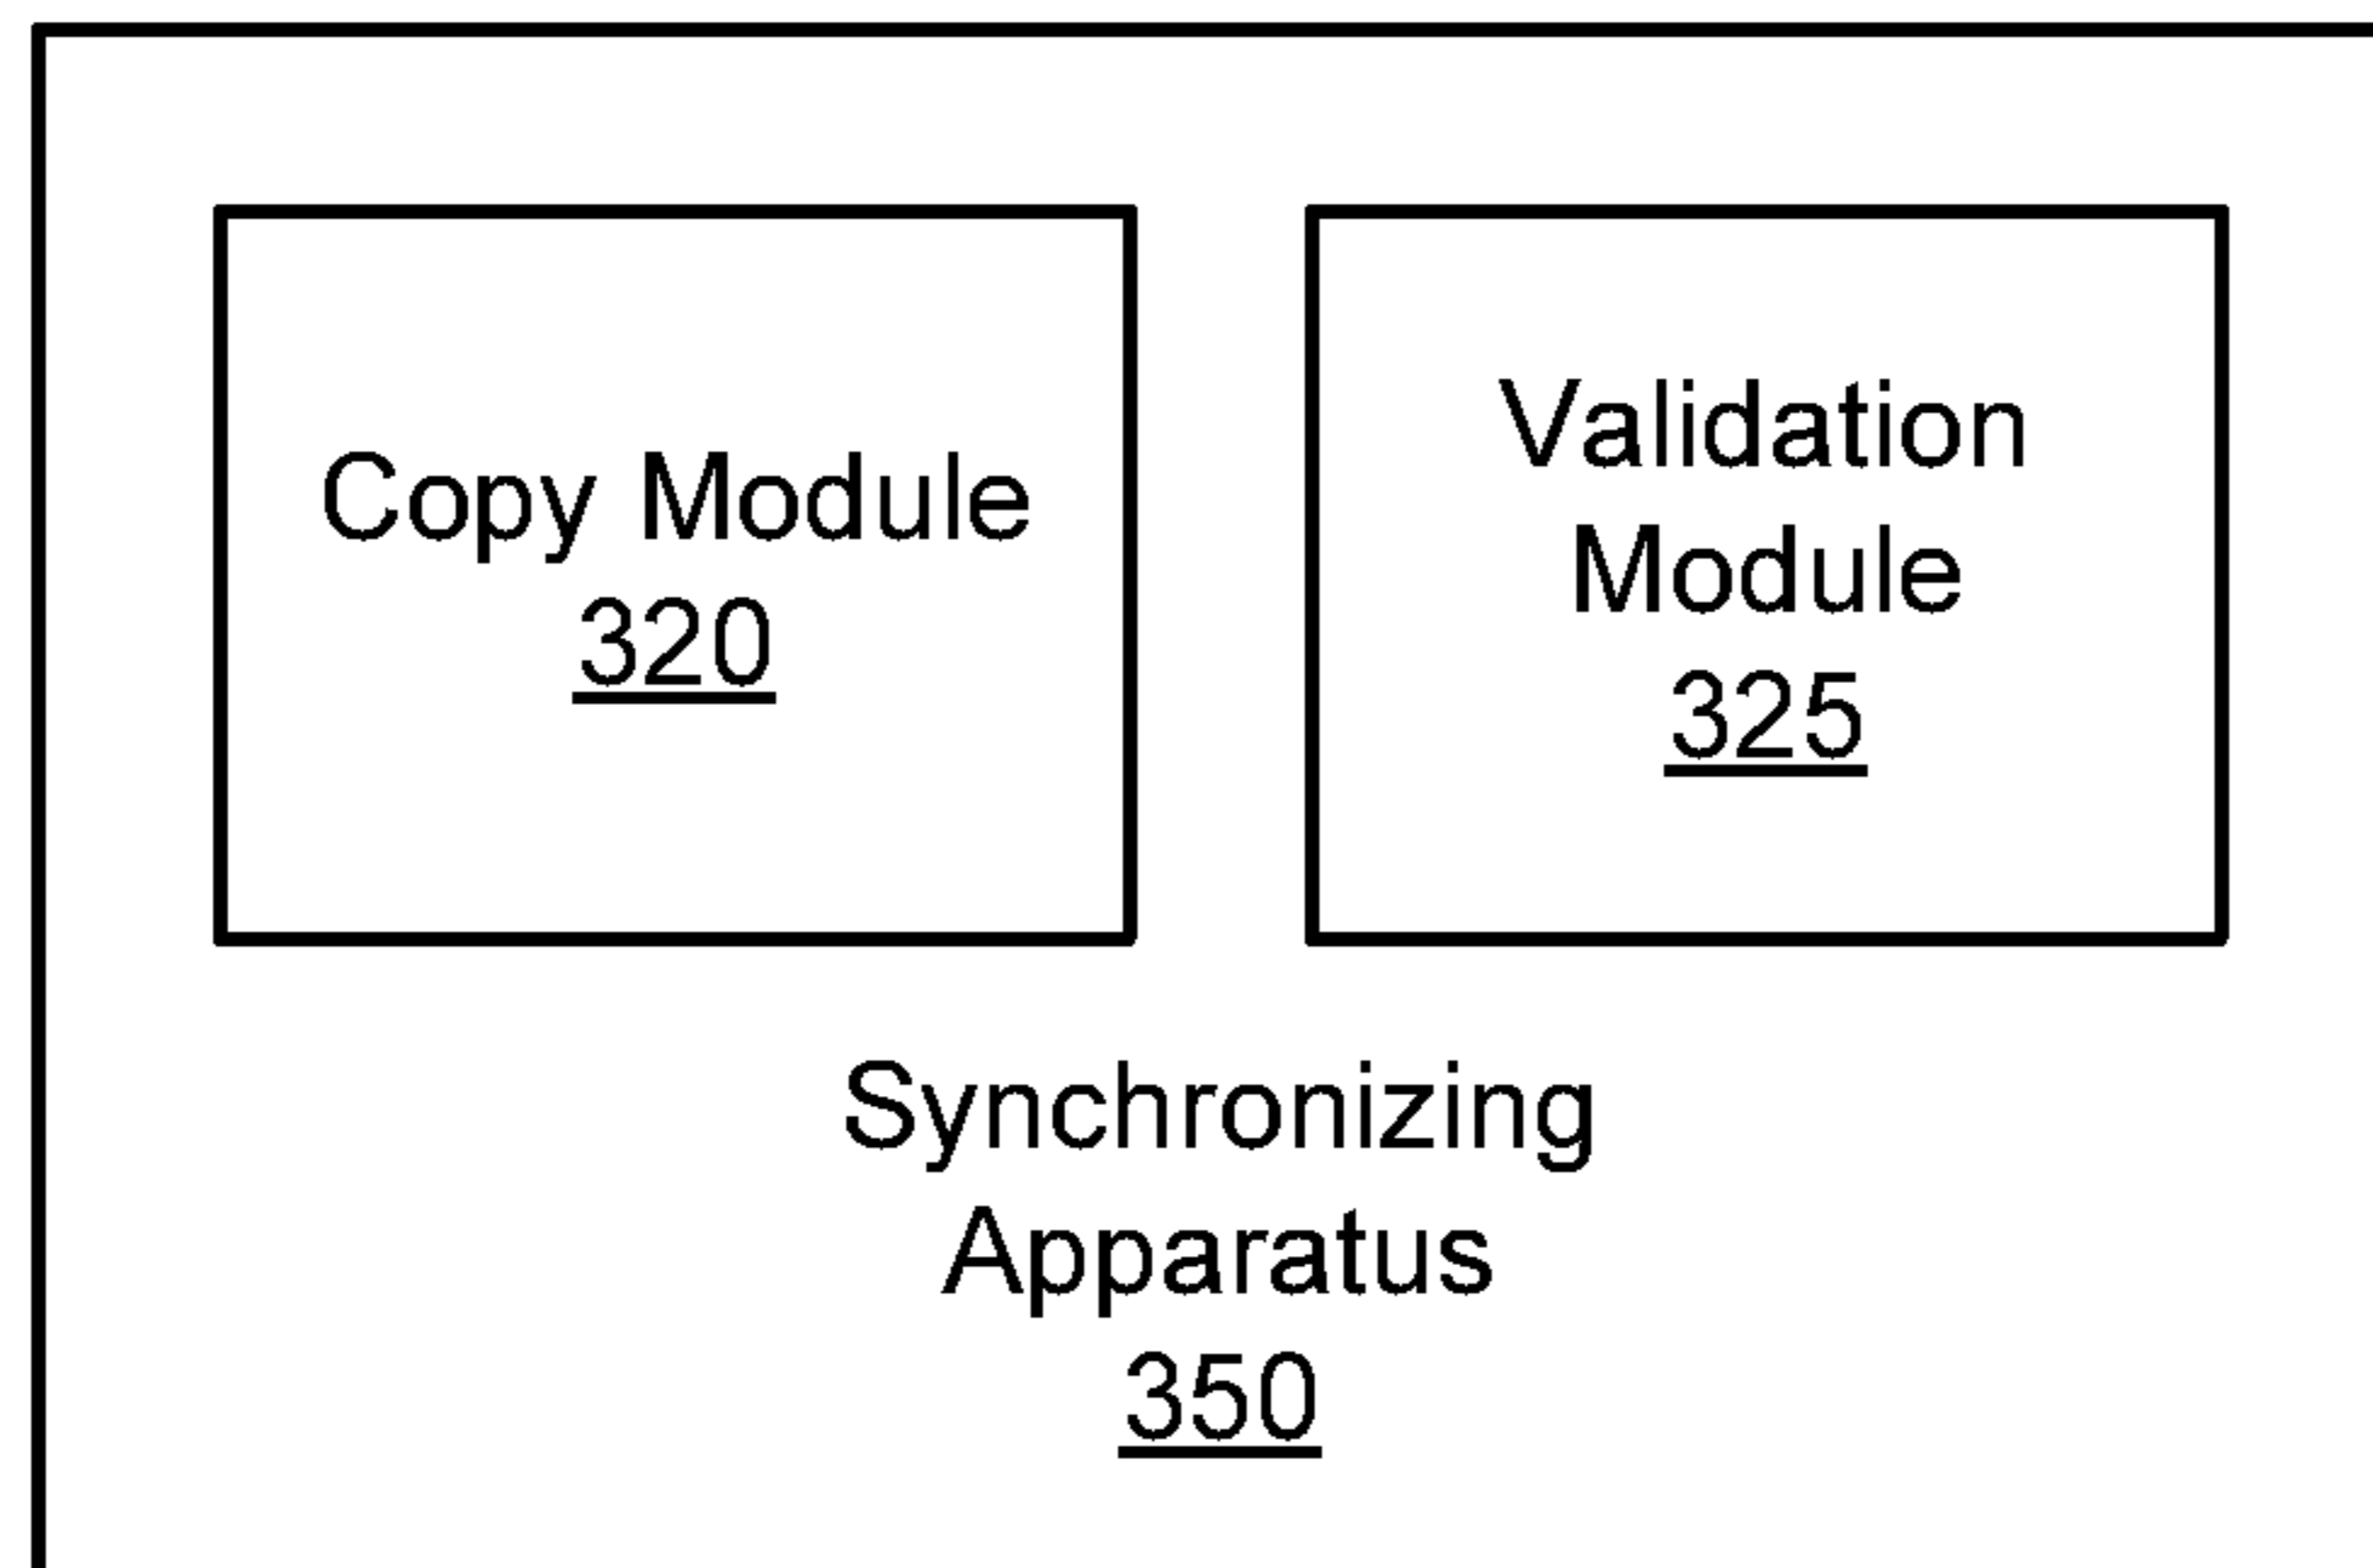 Copy Module
320
Validation
Module
325
Synchronizing
Apparatus
350